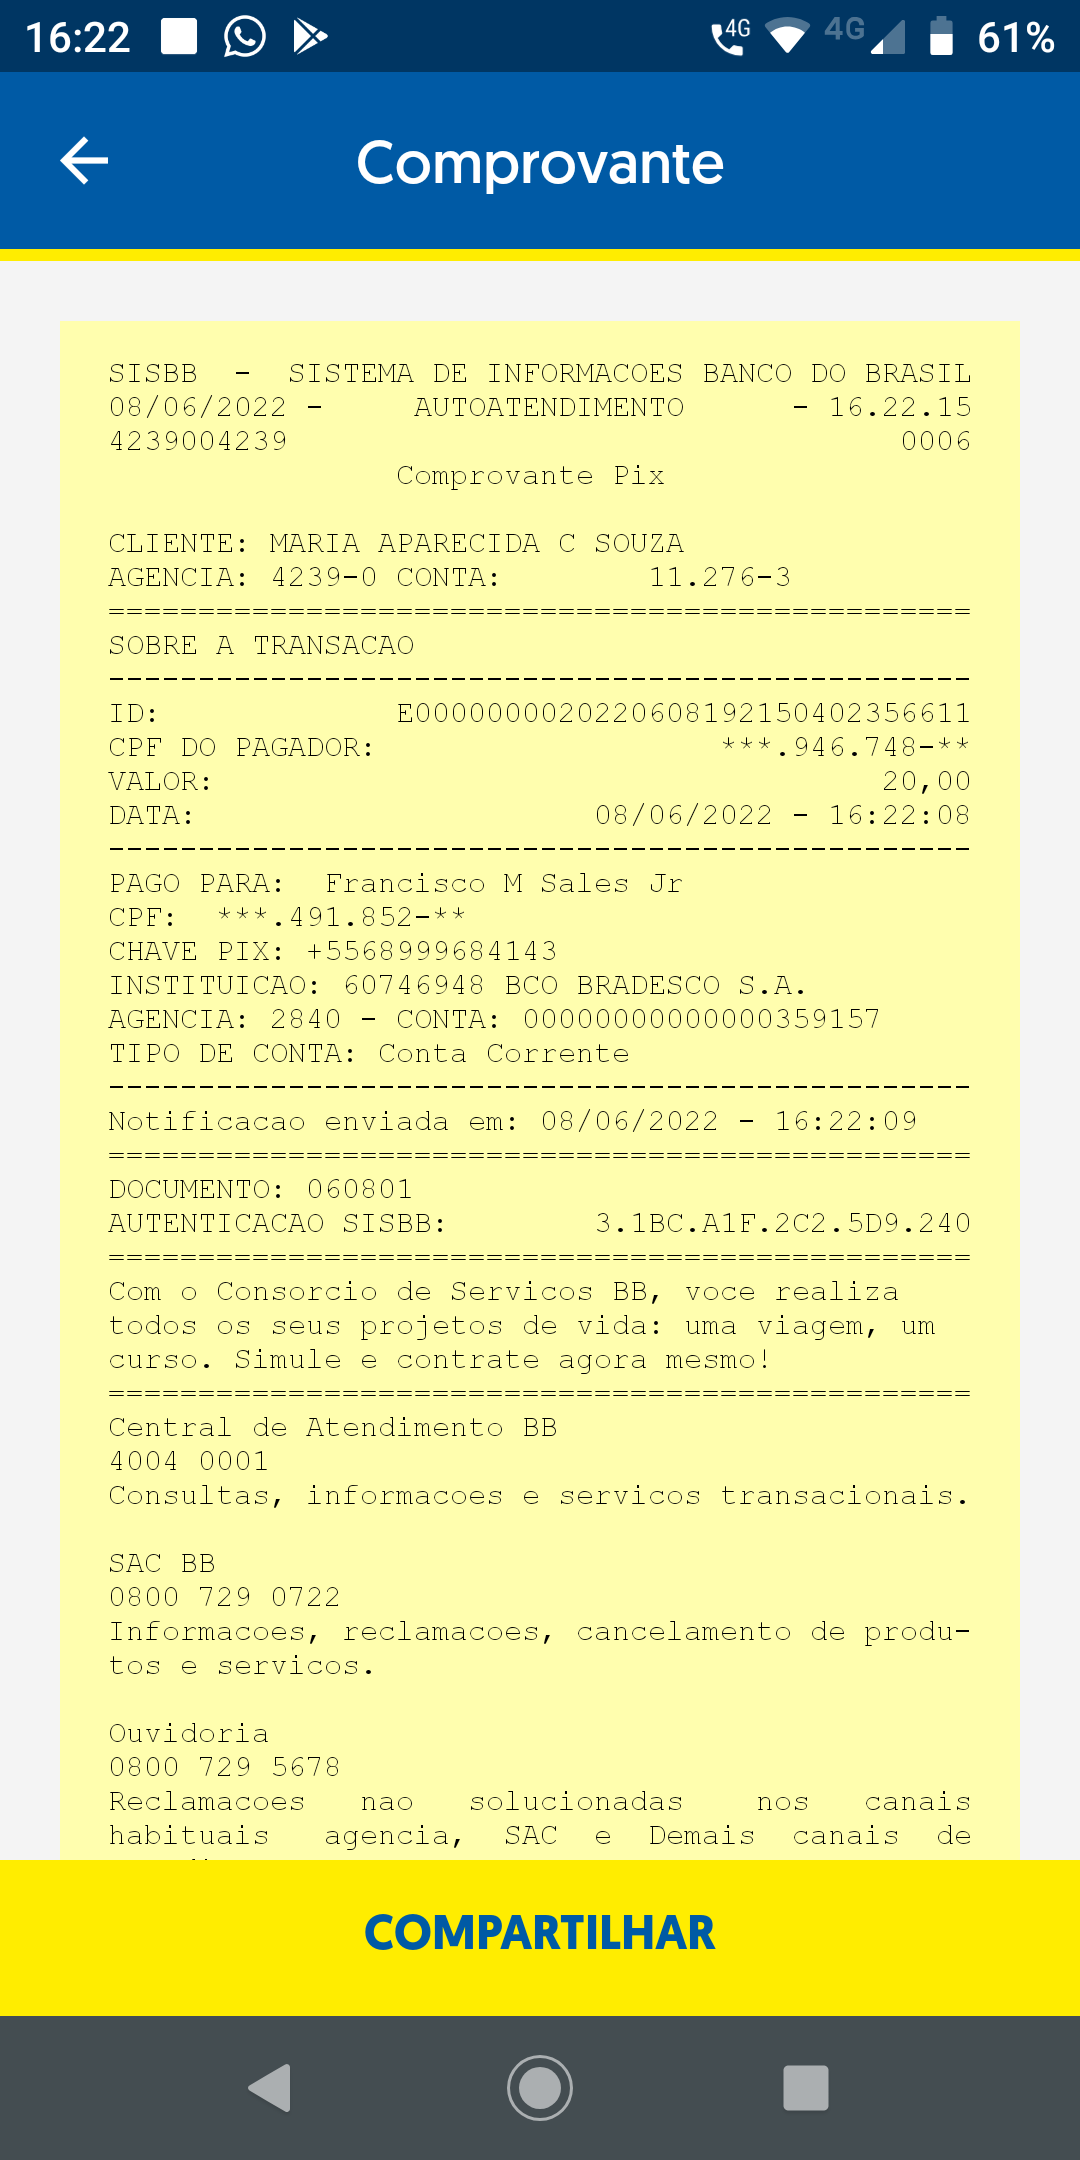 16:22 4G 4G 61%
Comprovante
SISBB - SISTEMA DE INFORMACOES BANCO DO BRASIL
08/06/2022 - AUTOATENDIMENTO - 16.22.15
4239004239 0006
Comprovante Pix
CLIENTE: MARIA APARECIDA C SOUZA
AGENCIA: 4239-0 CONTA: 11.276-3
================================================
SOBRE A TRANSACAO
------------------------------------------------
ID: E0000000020220608192150402356611
CPF DO PAGADOR: ***.946.748-**
VALOR: 20,00
DATA: 08/06/2022 - 16:22:08
------------------------------------------------
PAGO PARA: Francisco M Sales Jr
CPF: ***.491.852-**
CHAVE PIX: +5568999684143
INSTITUICAO: 60746948 BCO BRADESCO S.A.
AGENCIA: 2840 - CONTA: 00000000000000359157
TIPO DE CONTA: Conta Corrente
------------------------------------------------
Notificacao enviada em: 08/06/2022 - 16:22:09
================================================
DOCUMENTO: 060801
AUTENTICACAO SISBB: 3.1BC.A1F.2C2.5D9.240
================================================
Com o Consorcio de Servicos BB, voce realiza
todos os seus projetos de vida: uma viagem, um
curso. Simule e contrate agora mesmo!
================================================
Central de Atendimento BB
4004 0001
Consultas, informacoes e servicos transacionais.
SAC BB
0800 729 0722
Informacoes, reclamacoes, cancelamento de produ-
tos e servicos.
Ouvidoria
0800 729 5678
Reclamacoes nao solucionadas nos canais
habituais agencia, SAC e Demais canais de
COMPARTILHAR